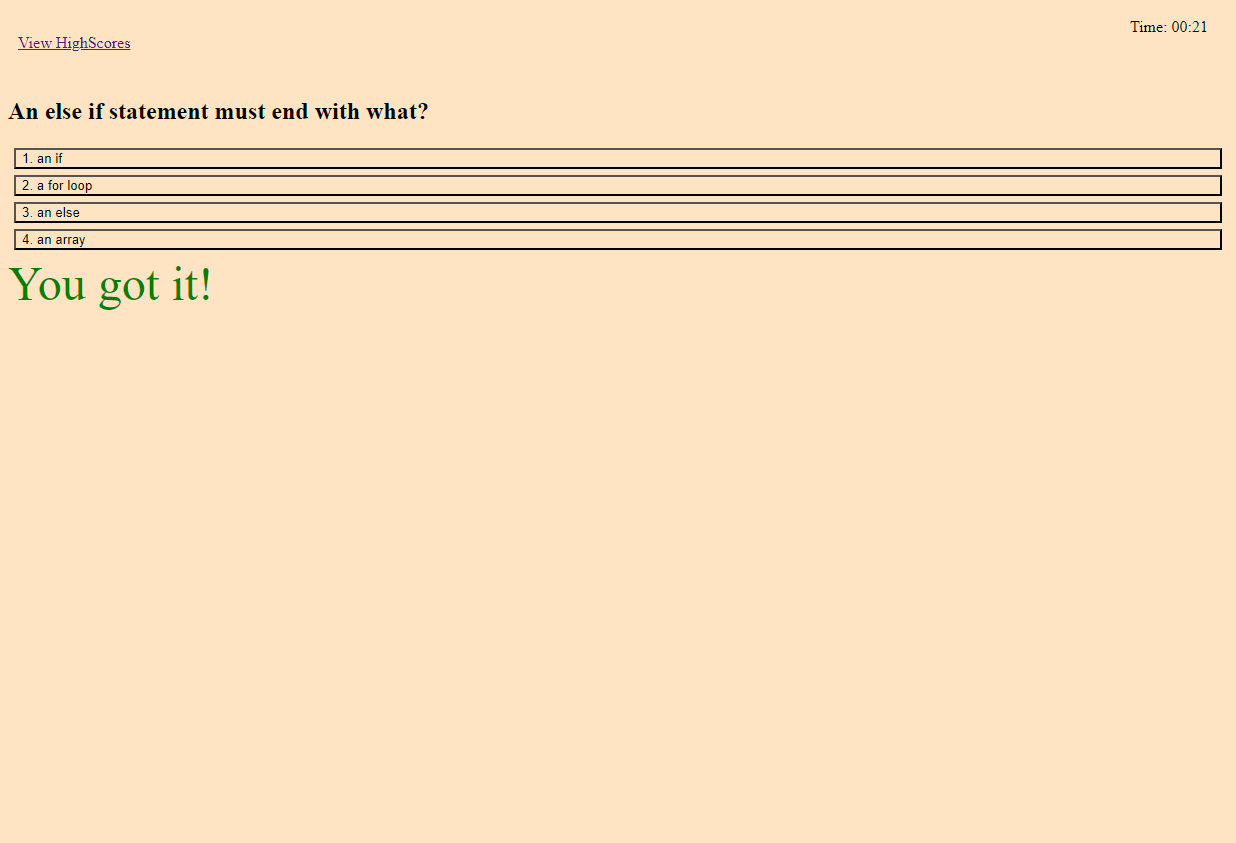 Time: 00:21
View HighScores
An else if statement must end with what?
1. an if
2. a for loop
3. an else
4. an array
You got it!